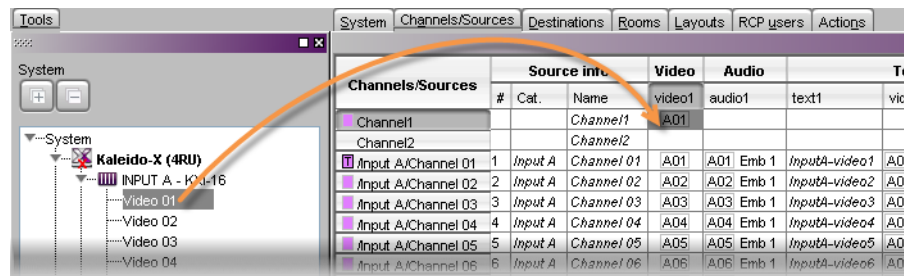 Tools
System
System
Kaleido-X (4RU)
INPUT A - KXI-16
Video 01
Video 02
Video 03
Video 04
System Channels/Sources Destinations Rooms Layouts RCP users Actions
Channels/Sources Source info Video Audio
# Cat. Name video1 audio1 text1
Channel1 Channel1 A01
Channel2 Channel2
/Input A/Channel 01 1 Input A Channel 01 A01 A01 Emb 1 InputA-video1
/Input A/Channel 02 2 Input A Channel 02 A02 A02 Emb 1 InputA-video2
/Input A/Channel 03 3 Input A Channel 03 A03 A03 Emb 1 InputA-video3
/Input A/Channel 04 4 Input A Channel 04 A04 A04 Emb 1 InputA-video4
/Input A/Channel 05 5 Input A Channel 05 A05 A05 Emb 1 InputA-video5
/Input A/Channel 06 6 Input A Channel 06 A06 A06 Emb 1 InputA-video6